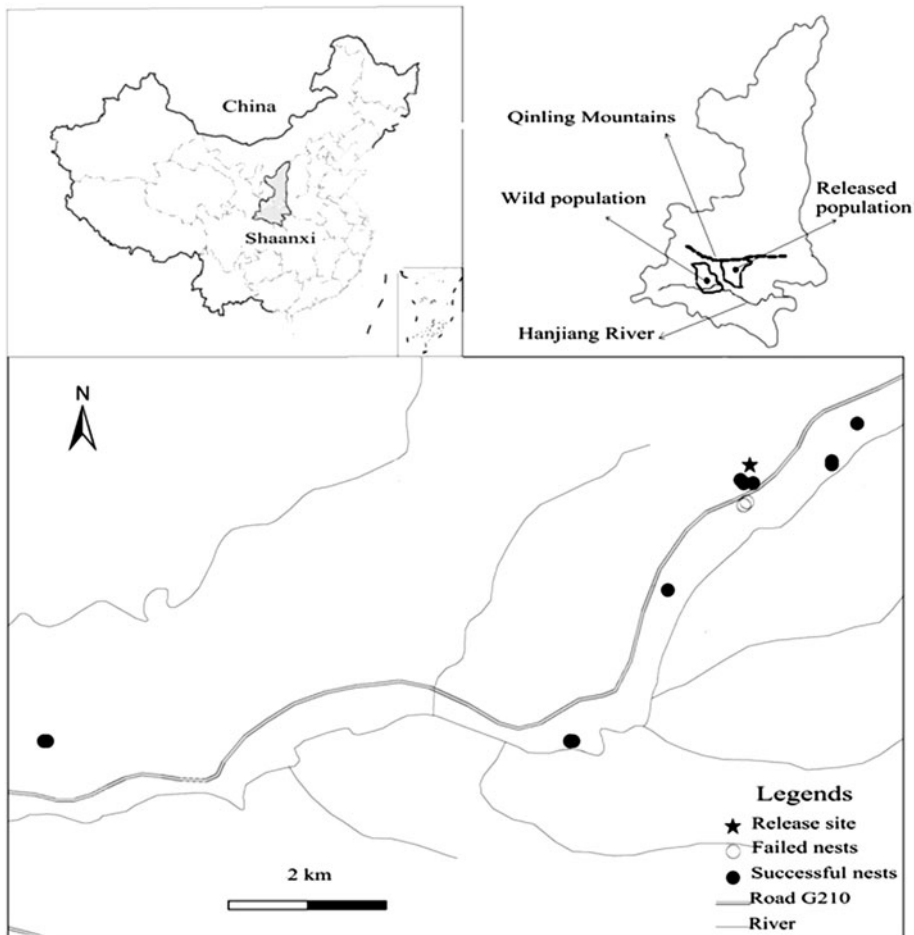 China
Shaanxi
Qinling Mountains
Wild population
Released
population
Hanjiang River
N
2 km
Legends
Release site
Failed nests
Successful nests
Road G210
River